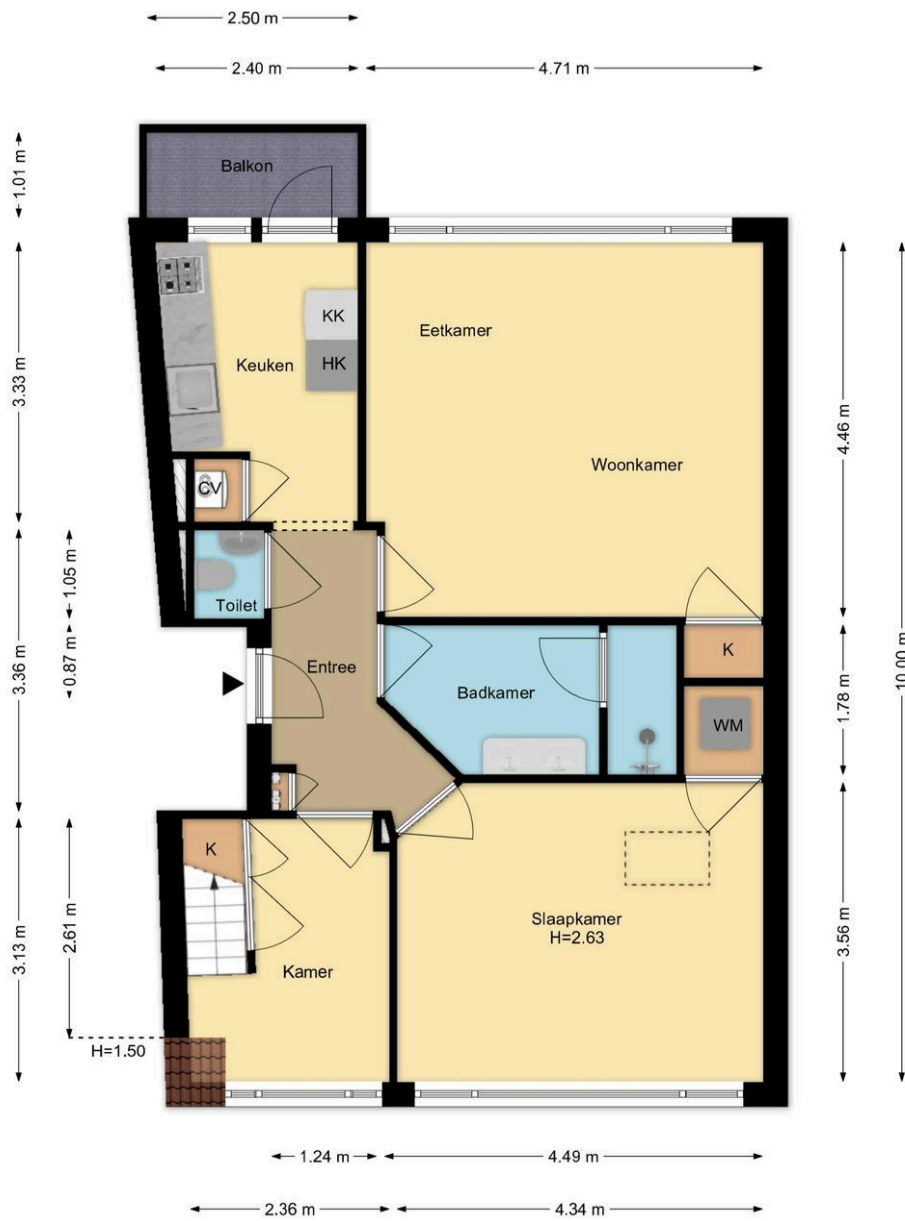 2.50 m
2.40 m
4.71 m
1.01 m
Balkon
3.33 m
KK
Eetkamer
Keuken
HK
4.46 m
Woonkamer
CV
10.00 m
3.36 m
1.05 m
Toilet
0.87 m
Entree
Badkamer
K
1.78 m
WM
3.13 m
2.61 m
K
Slaapkamer
H=2.63
3.56 m
Kamer
H=1.50
1.24 m
4.49 m
2.36 m
4.34 m